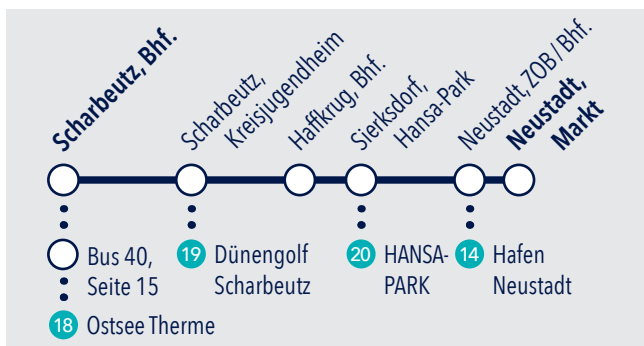 Scharbeutz, Bhf.
Scharbeutz,
Kreisjugendheim
Haffkrug, Bhf.
Sierksdorf,
Hansa-Park
Neustadt, ZOB / Bhf.
Neustadt,
Markt
Bus 40,
Seite 15
18 Ostsee Therme
19 Dünengolf
Scharbeutz
20 HANSA-
PARK
14 Hafen
Neustadt